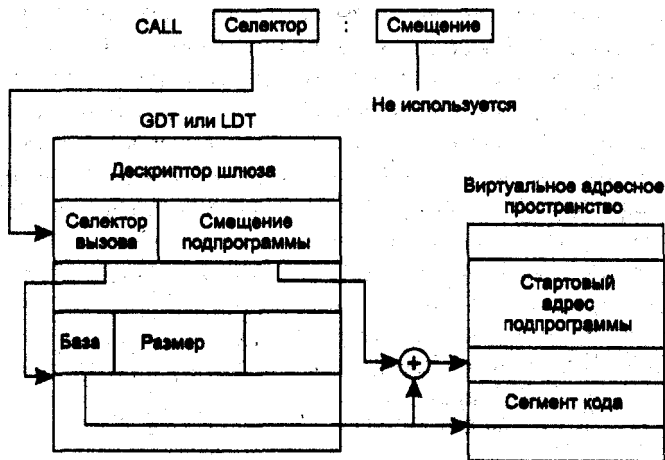 CALL Селектор : Смещение
Не используется
GDT или LDT
Дескриптор шлюза
Селектор
вызова
Смещение
подпрограммы
База
Размер
+
Виртуальное адресное
пространство
Стартовый
адрес
подпрограммы
Сегмент кода